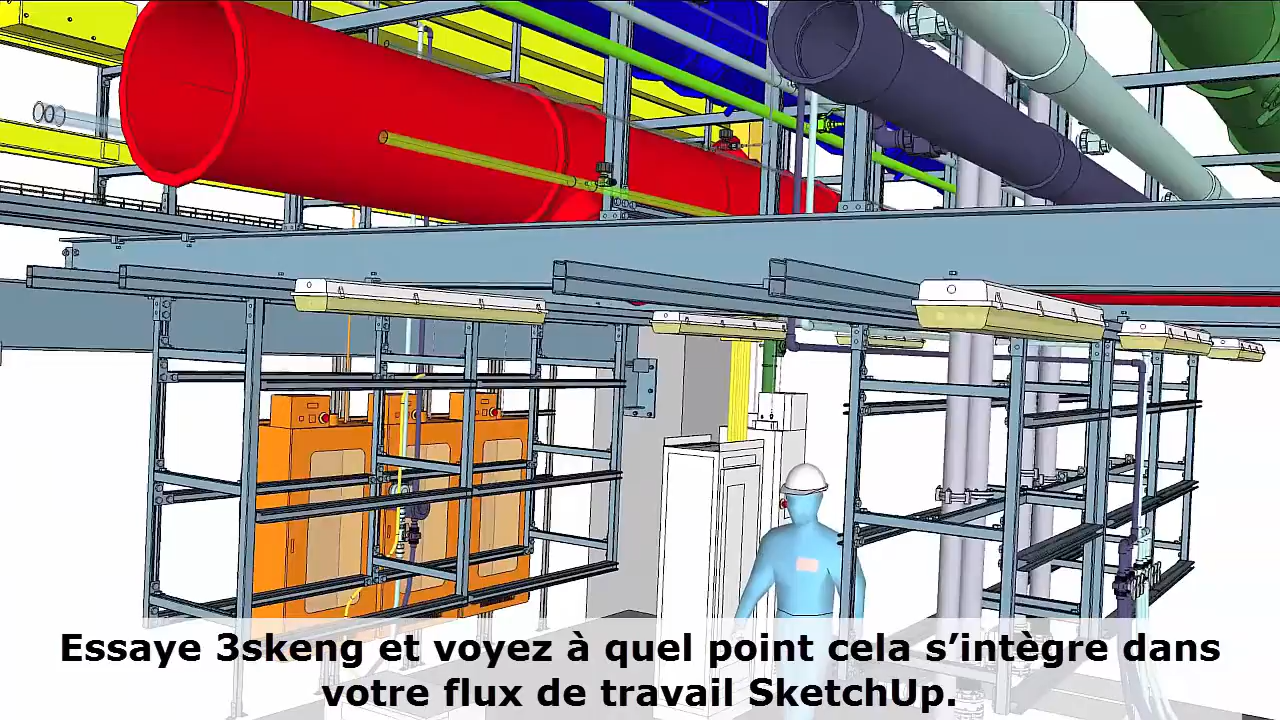 Essaye 3skeng et voyez à quel point cela s’intègre dans
votre flux de travail SketchUp.